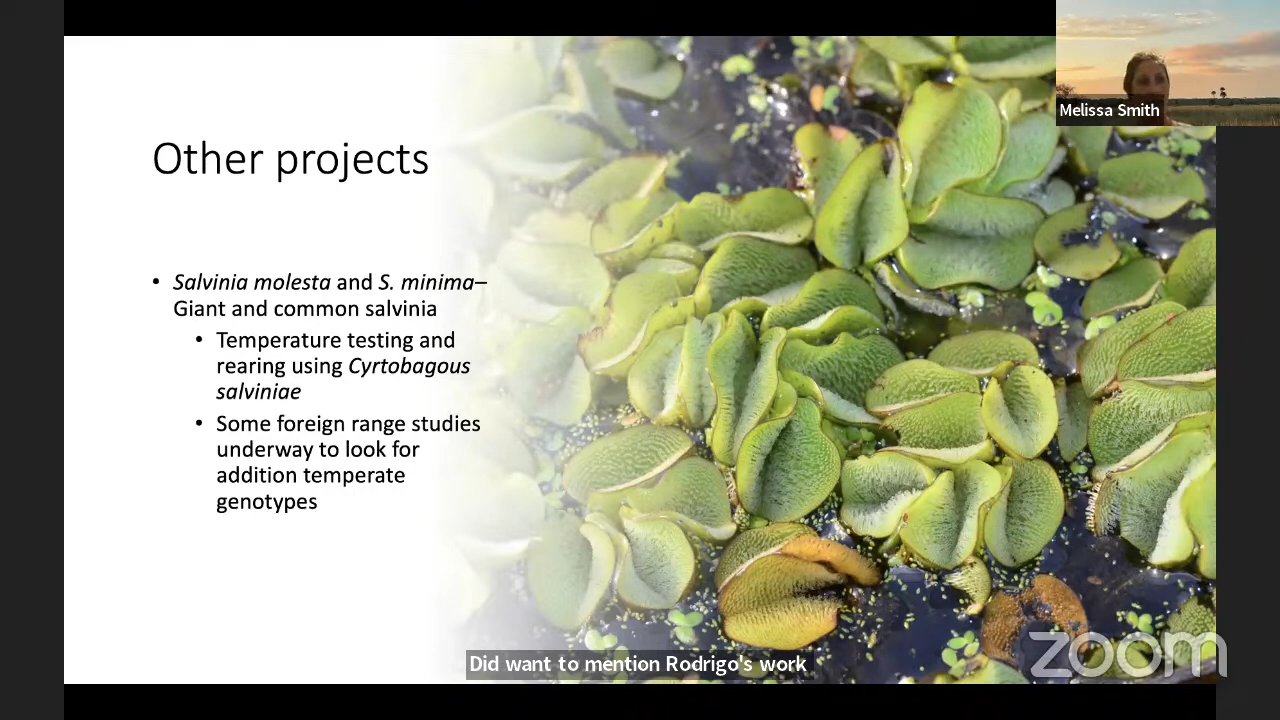 Melissa Smith
Other projects
• Salvinia molesta and S. minima–
Giant and common salvinia
• Temperature testing and
rearing using Cyrtobagous
salviniae
• Some foreign range studies
underway to look for
addition temperate
genotypes
Did want to mention Rodrigo's work
zoom